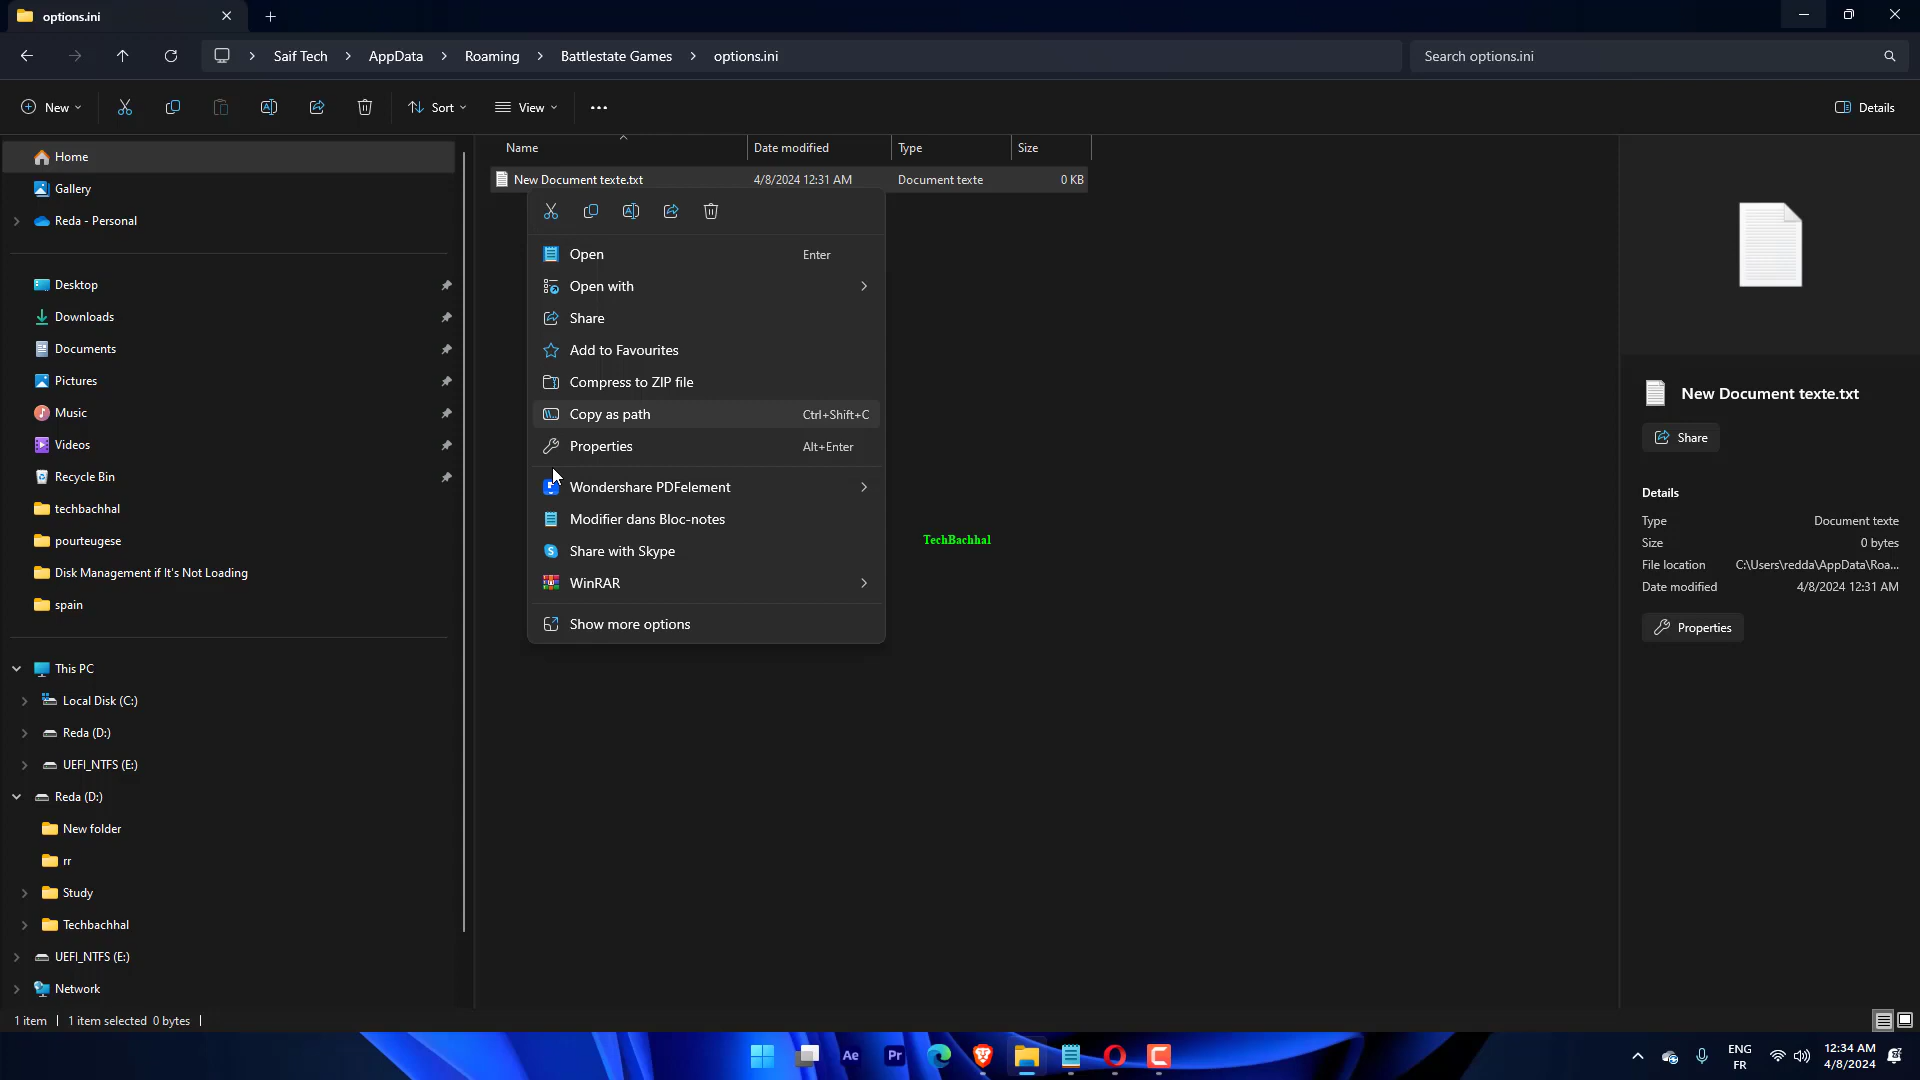 options.ini
Saif Tech > AppData > Roaming > Battlestate Games > options.ini
Search options.ini
New
Sort
View
Details
Home
Gallery
Reda - Personal
Desktop
Downloads
Documents
Pictures
Music
Videos
Recycle Bin
techbachhal
pourteugese
Disk Management if It's Not Loading
spain
This PC
Local Disk (C:)
Reda (D:)
UEFI_NTFS (E:)
Reda (D:)
New folder
rr
Study
Techbachhal
UEFI_NTFS (E:)
Network
Name Date modified Type Size
New Document texte.txt 4/8/2024 12:31 AM Document texte 0 KB
Open Enter
Open with
Share
Add to Favourites
Compress to ZIP file
Copy as path Ctrl+Shift+C
Properties Alt+Enter
Wondershare PDFelement
Modifier dans Bloc-notes
Share with Skype
WinRAR
Show more options
TechBachhal
New Document texte.txt
Share
Details
Type Document texte
Size 0 bytes
File location C:\Users\redda\AppData\Roa...
Date modified 4/8/2024 12:31 AM
Properties
1 item 1 item selected 0 bytes
Ae Pr
ENG
FR
12:34 AM
4/8/2024